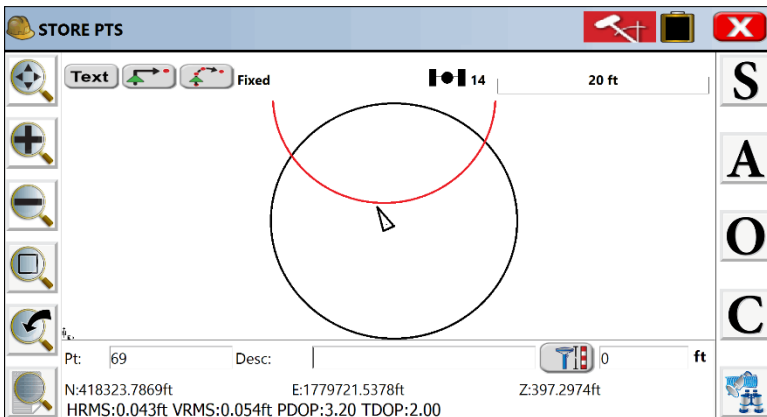 STORE PTS
X
Text Fixed 14 20 ft
S
A
O
C
Pt: 69 Desc: 0 ft
N:418323.7869ft E:1779721.5378ft Z:397.2974ft
HRMS:0.043ft VRMS:0.054ft PDOP:3.20 TDOP:2.00